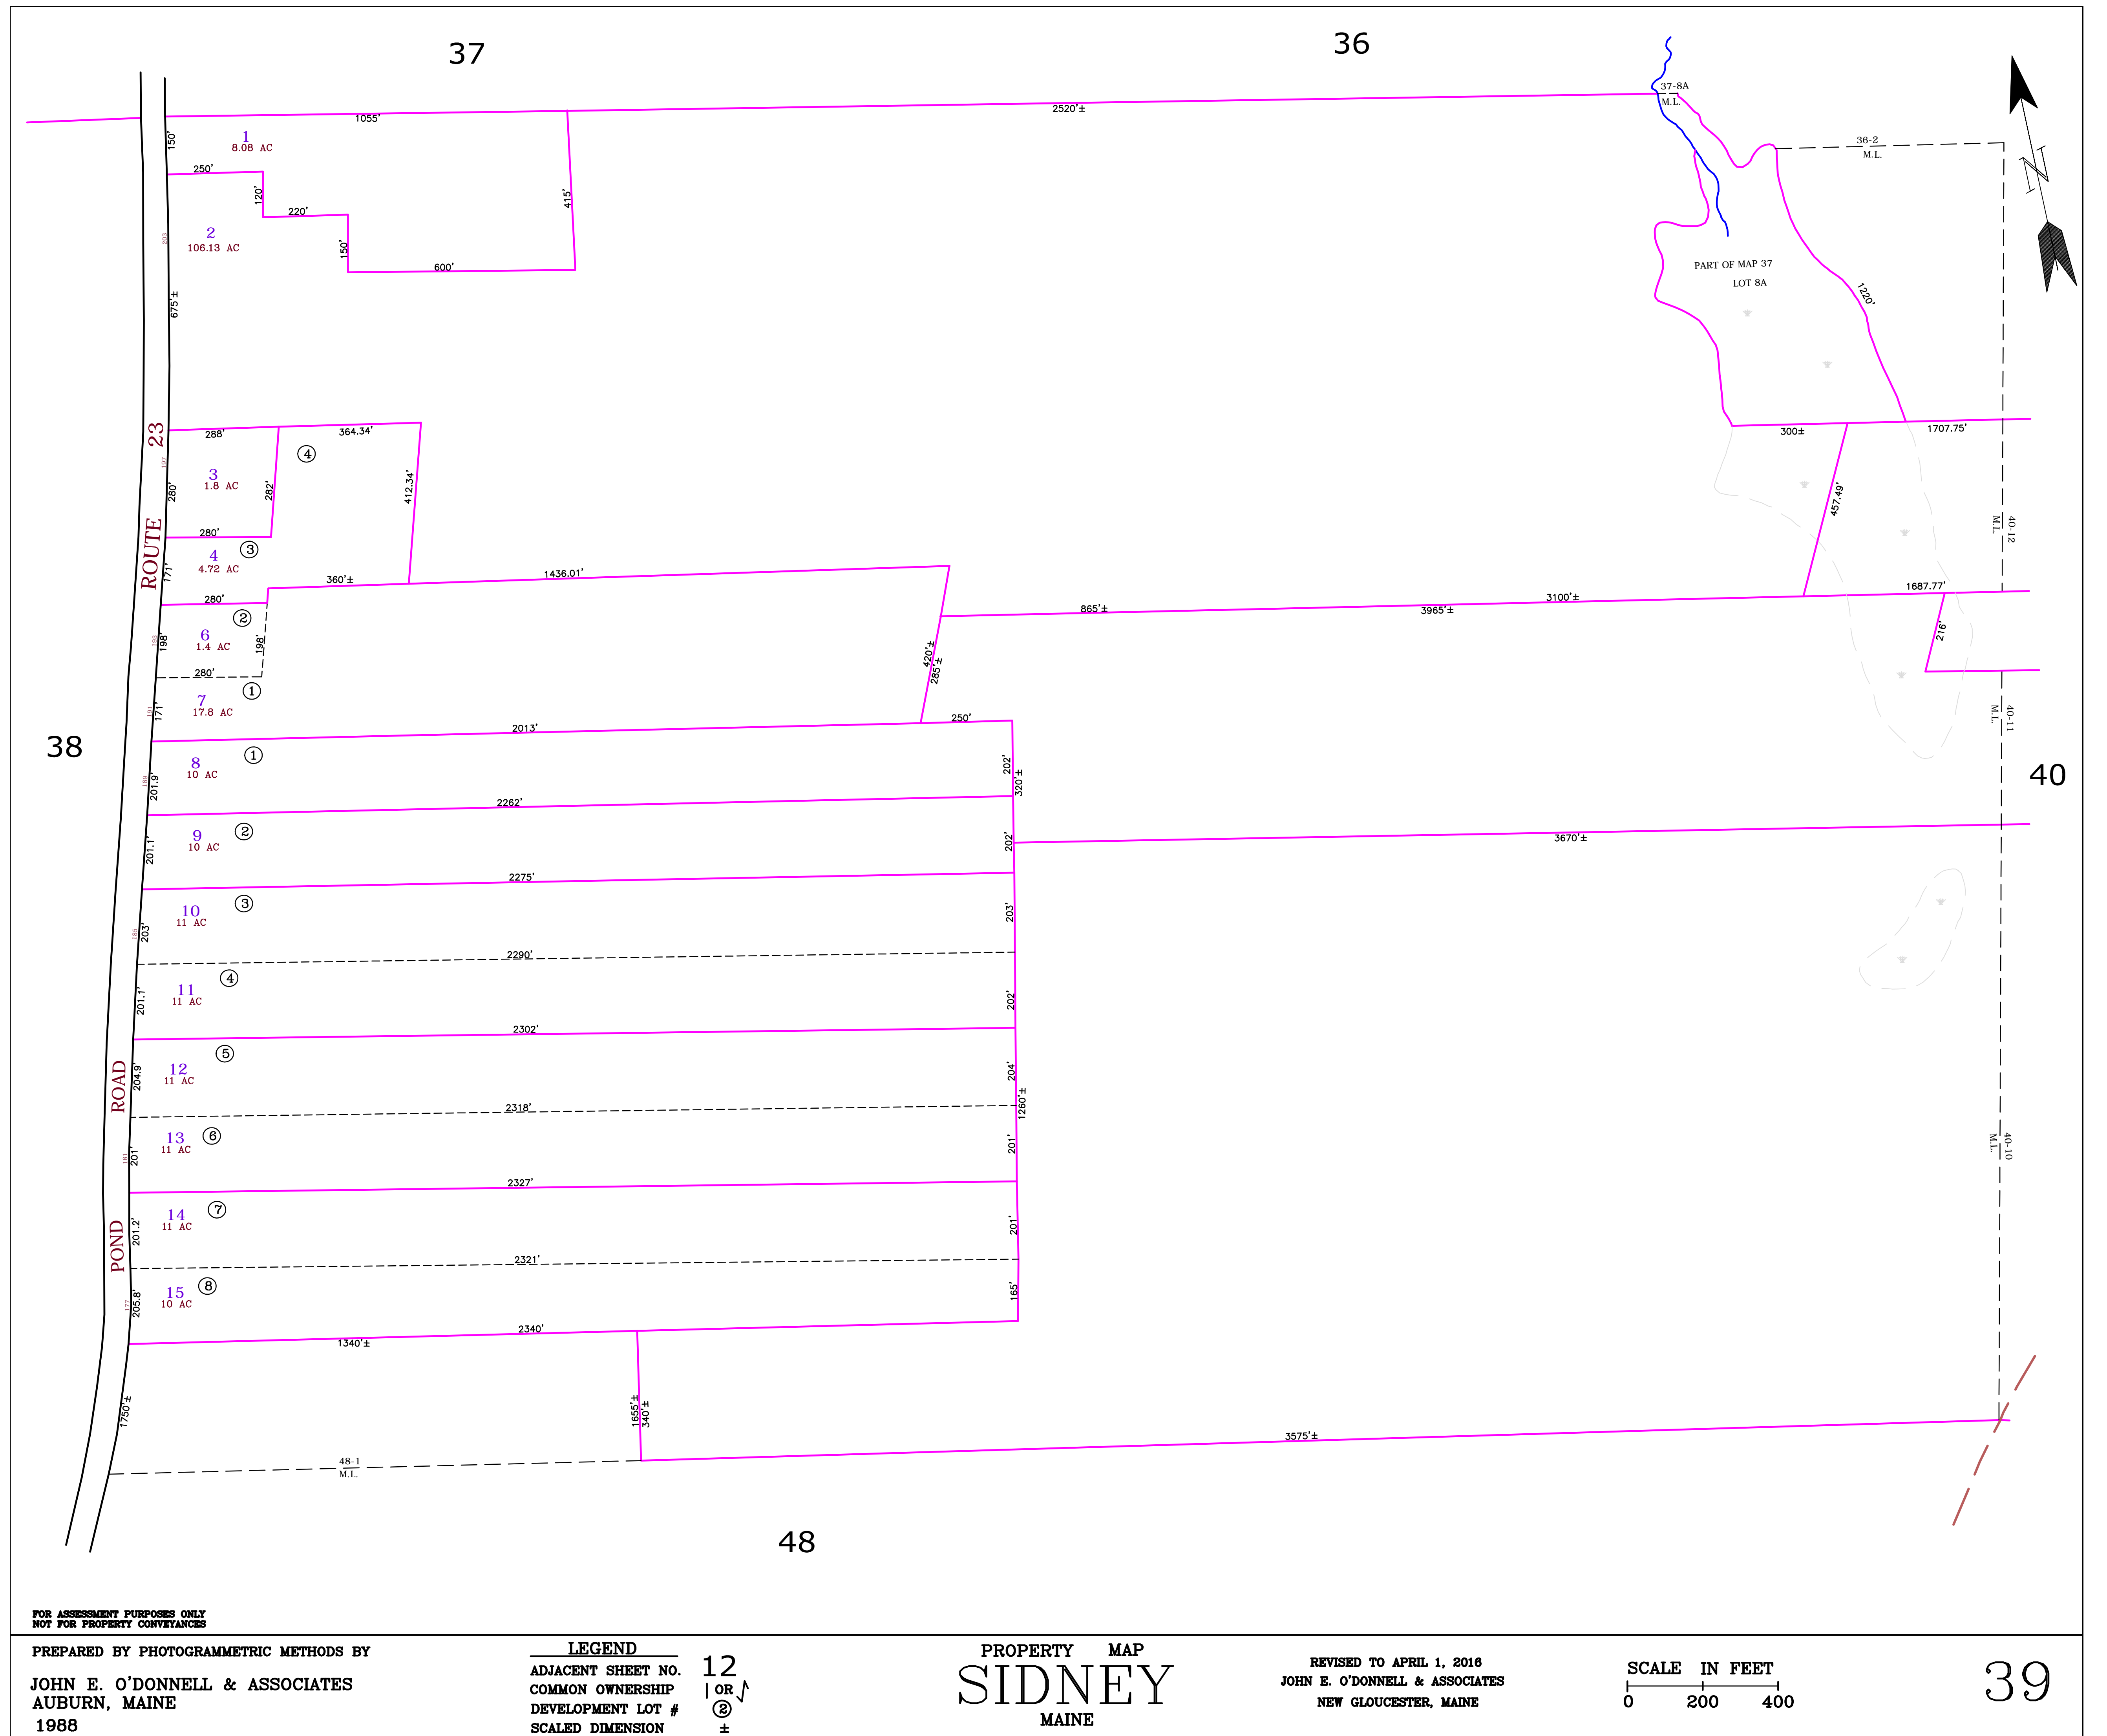 37
36
37-8A
M.L.
2520'±
1055'
150'
1
8.08 AC
250'
120'
220'
415'
150'
600'
36-2
M.L.
203
2
106.13 AC
675'±
PART OF MAP 37
LOT 8A
1220'
N
288'
364.34'
4
300±
1707.75'
ROUTE 23
197
3
1.8 AC
280'
282'
412.34'
457.49'
40-12
M.L.
280'
3
4
4.72 AC
171'
360'±
1436.01'
280'
2
865'±
3965'±
3100'±
1687.77'
193
198'
6
1.4 AC
198'
216'
420'±
285'±
280'
1
191
171'
7
17.8 AC
40-11
M.L.
2013'
250'
38
40
1
189
201.9'
8
10 AC
202'
320'±
2262'
2
201.1'
9
10 AC
202'
3670'±
2275'
3
185
203'
10
11 AC
203'
2290'
4
201.1'
11
11 AC
202'
2302'
5
ROAD
204.9'
12
11 AC
204'
1260'±
2318'
6
181
201'
13
11 AC
201'
40-10
M.L.
2327'
7
POND
201.2'
14
11 AC
201'
2321'
8
177
205.8'
15
10 AC
165'
2340'
1340'±
1750'±
1655'±
340'±
3575'±
48-1
M.L.
48
FOR ASSESSMENT PURPOSES ONLY
NOT FOR PROPERTY CONVEYANCES
PREPARED BY PHOTOGRAMMETRIC METHODS BY
JOHN E. O'DONNELL & ASSOCIATES
AUBURN, MAINE
1988
LEGEND
ADJACENT SHEET NO. 12
COMMON OWNERSHIP | OR
DEVELOPMENT LOT # 2
SCALED DIMENSION ±
PROPERTY MAP
SIDNEY
MAINE
REVISED TO APRIL 1, 2016
JOHN E. O'DONNELL & ASSOCIATES
NEW GLOUCESTER, MAINE
SCALE IN FEET
0 200 400
39